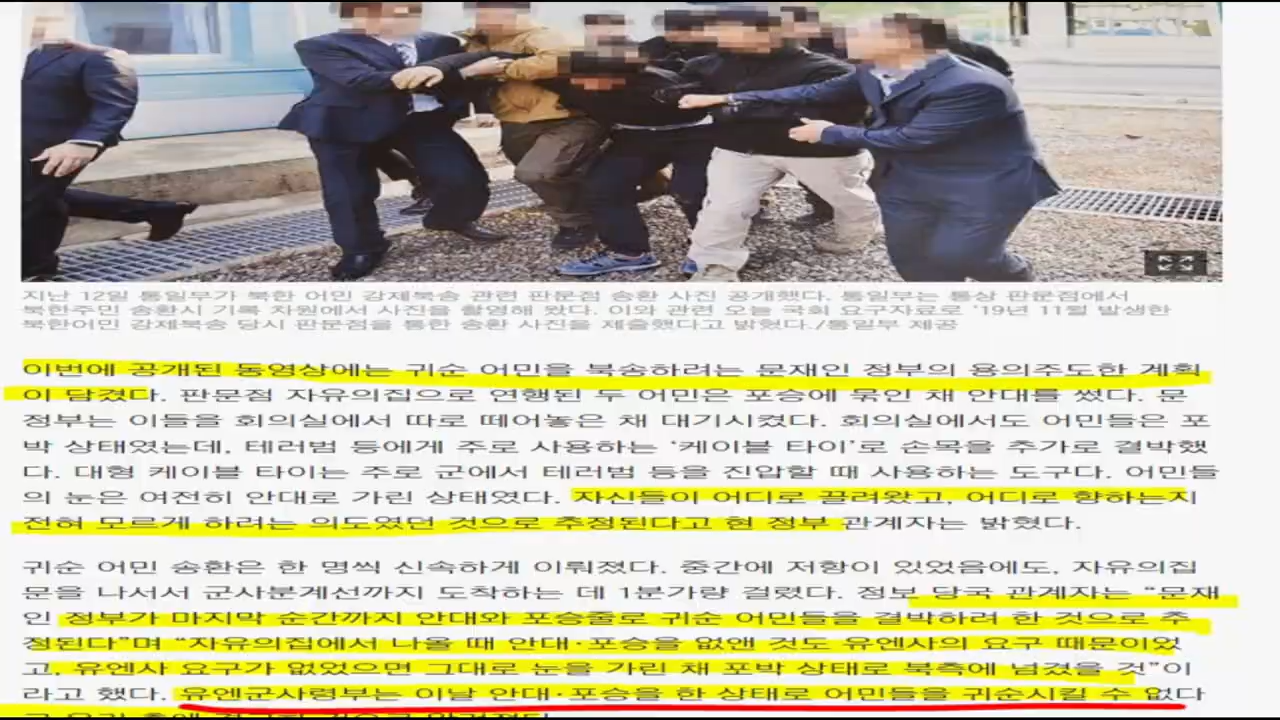 지난 12일 통일부가 북한 어민 강제북송 관련 판문점 송환 사진 공개했다. 통일부는 통상 판문점에서
북한주민 송환시 기록 차원에서 사진을 촬영해 왔다. 이와 관련 오늘 국회 요구자료로 '19년 11월 발생한
북한어민 강제북송 당시 판문점을 통한 송환 사진을 제출했다고 밝혔다./통일부 제공
이번에 공개된 동영상에는 귀순 어민을 북송하려는 문재인 정부의 용의주도한 계획
이 담겼다. 판문점 자유의집으로 연행된 두 어민은 포승에 묶인 채 안대를 썼다. 문
정부는 이들을 회의실에서 따로 떼어놓은 채 대기시켰다. 회의실에서도 어민들은 포
박 상태였는데, 테러범 등에게 주로 사용하는 ‘케이블 타이’로 손목을 추가로 결박했
다. 대형 케이블 타이는 주로 군에서 테러범 등을 진압할 때 사용하는 도구다. 어민들
의 눈은 여전히 안대로 가린 상태였다. 자신들이 어디로 끌려왔고, 어디로 향하는지
전혀 모르게 하려는 의도였던 것으로 추정된다고 현 정부 관계자는 밝혔다.
귀순 어민 송환은 한 명씩 신속하게 이뤄졌다. 중간에 저항이 있었음에도, 자유의집
문을 나서서 군사분계선까지 도착하는 데 1분가량 걸렸다. 정보 당국 관계자는 “문재
인 정부가 마지막 순간까지 안대와 포승줄로 귀순 어민들을 결박하려 한 것으로 추
정된다”며 “자유의집에서 나올 때 안대·포승을 없앤 것도 유엔사의 요구 때문이었
고, 유엔사 요구가 없었으면 그대로 눈을 가린 채 포박 상태로 북측에 넘겼을 것”이
라고 했다. 유엔군사령부는 이날 안대·포승을 한 상태로 어민들을 귀순시킬 수 없다